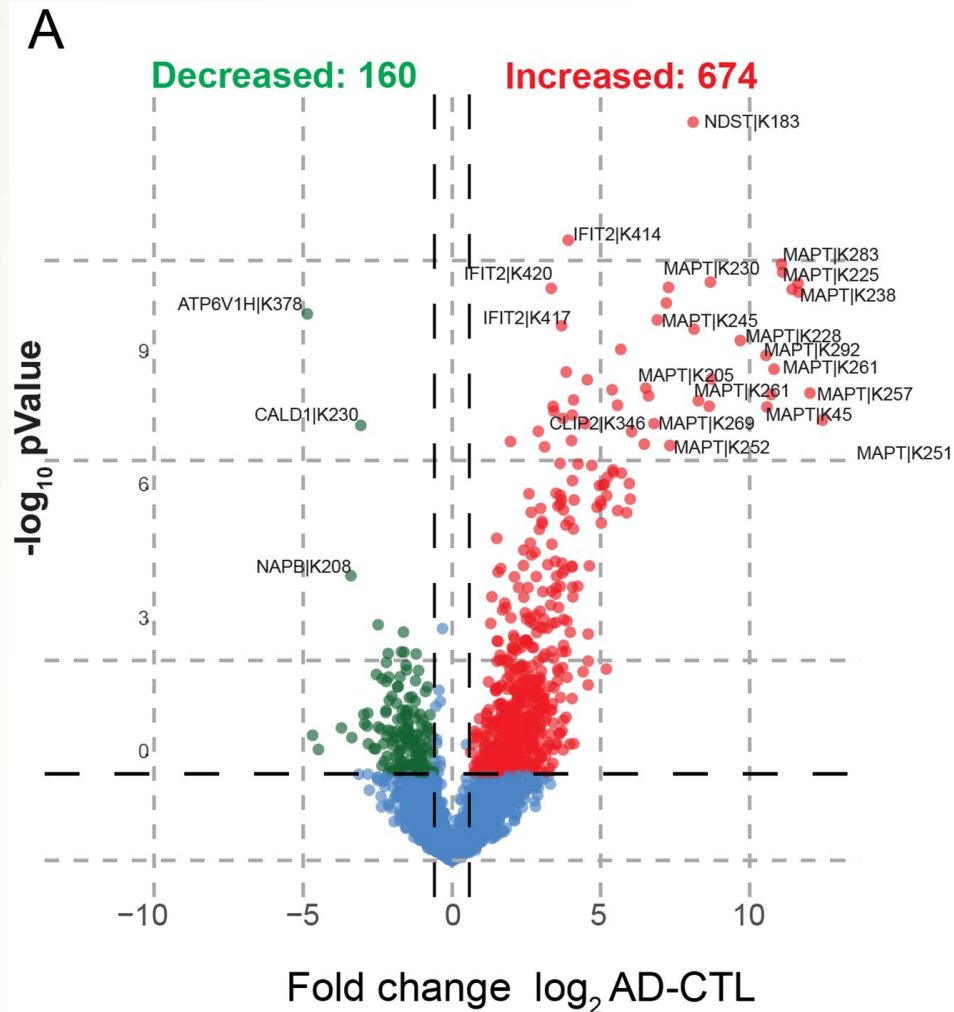 A
Decreased: 160 Increased: 674
NDST|K183
IFIT2|K414
MAPT|K283
IFIT2|K420
MAPT|K230
MAPT|K225
MAPT|K238
ATP6V1H|K378
IFIT2|K417
MAPT|K245
MAPT|K228
MAPT|K292
MAPT|K261
MAPT|K205
MAPT|K261
MAPT|K257
CALD1|K230
CLIP2|K346
MAPT|K269
MAPT|K45
MAPT|K252
MAPT|K251
NAPB|K208
-log10 pValue
9
6
3
0
−10 −5 0 5 10
Fold change log2 AD-CTL